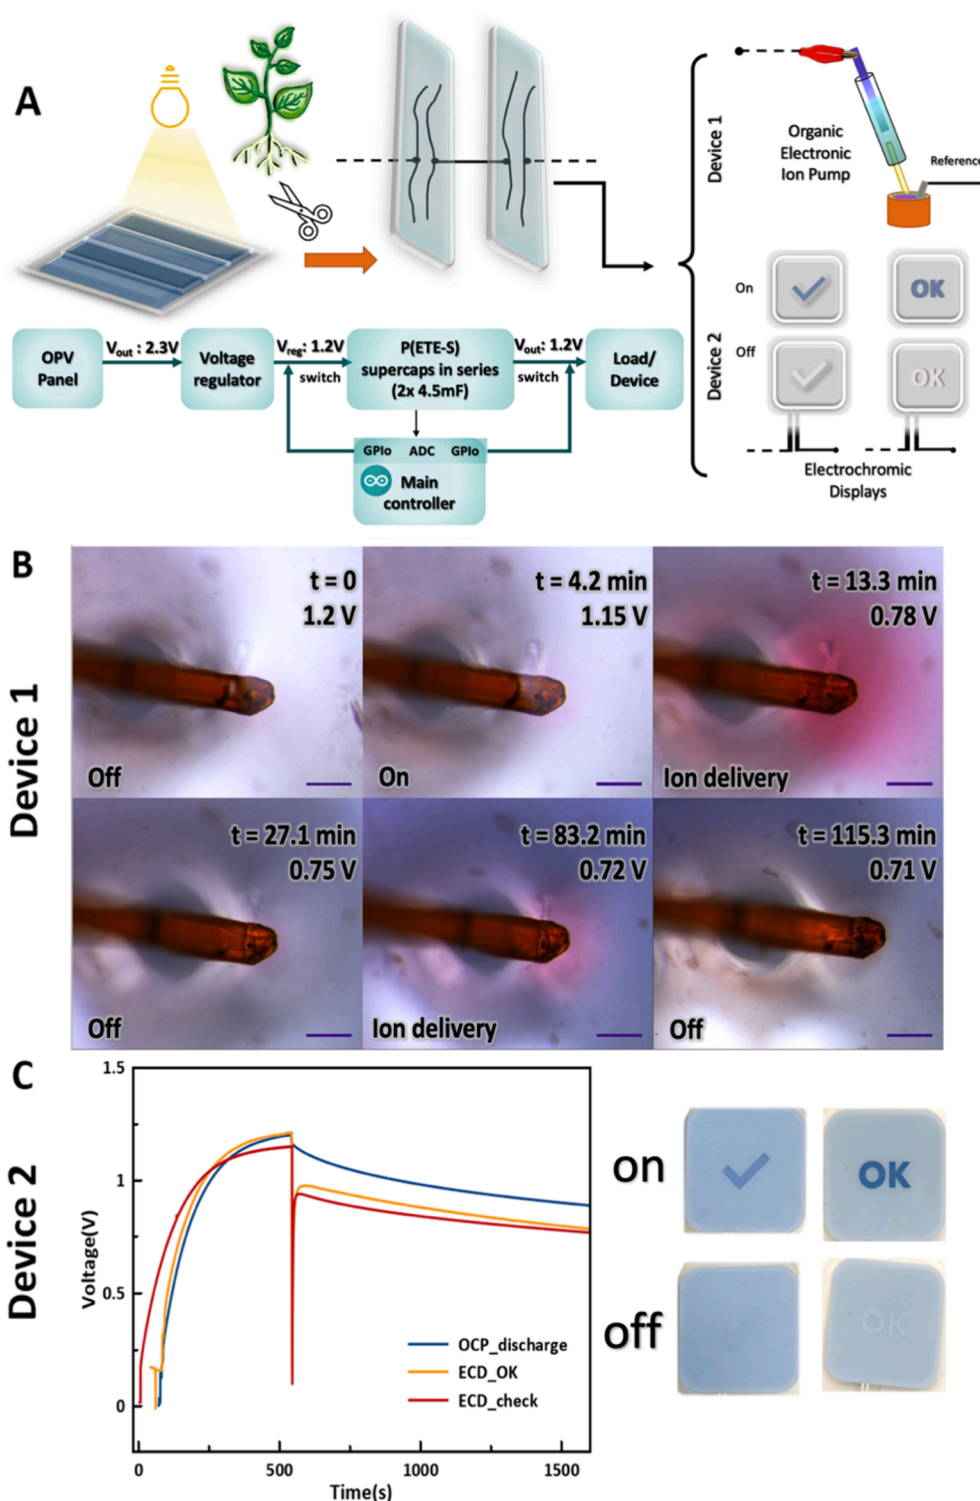 A
Device 1
Organic
Electronic
Ion Pump
Reference
On
OK
Off
OK
Device 2
Electrochromic
Displays
OPV
Panel
Vout : 2.3V
Voltage
regulator
Vreg: 1.2V
switch
P(ETE-S)
supercaps in series
(2x 4.5mF)
Vout: 1.2V
switch
Load/
Device
GPIo ADC GPIo
Main
controller
B
Device 1
t = 0
1.2 V
Off
t = 4.2 min
1.15 V
On
t = 13.3 min
0.78 V
Ion delivery
t = 27.1 min
0.75 V
Off
t = 83.2 min
0.72 V
Ion delivery
t = 115.3 min
0.71 V
Off
C
Device 2
Voltage(V)
1.5
1
0.5
0
OCP_discharge
ECD_OK
ECD_check
0 500 1000 1500
Time(s)
on
OK
off
OK